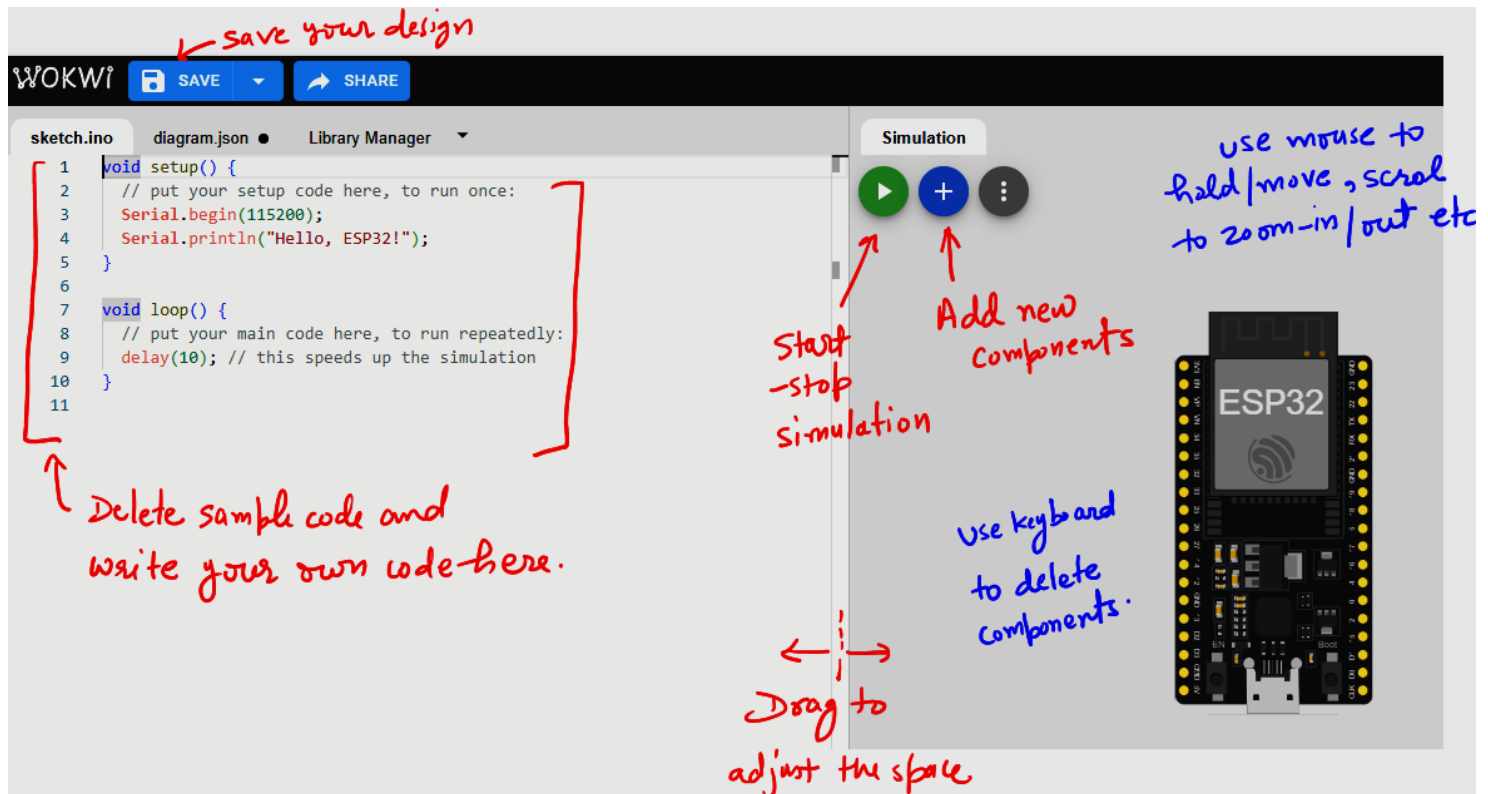 save your design
WOKWI SAVE SHARE
sketch.ino diagram.json Library Manager
1 void setup() {
2 // put your setup code here, to run once:
3 Serial.begin(115200);
4 Serial.println("Hello, ESP32!");
5 }
6
7 void loop() {
8 // put your main code here, to run repeatedly:
9 delay(10); // this speeds up the simulation
10 }
11
Delete sample code and
write your own code here.
Simulation
use mouse to
hold/move, scrol
to zoom-in/out etc
Start
-stop
simulation
Add new
components
use keyboard
to delete
components.
Drag to
adjust the space
ESP32
EN Boot